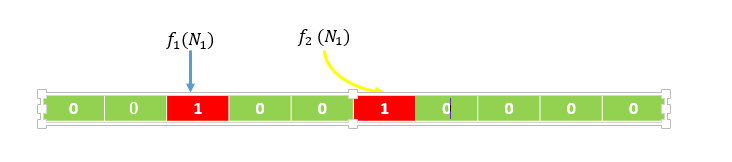 f₁(N₁) f₂ (N₁)
0 0 1 0 0 1 0 0 0 0